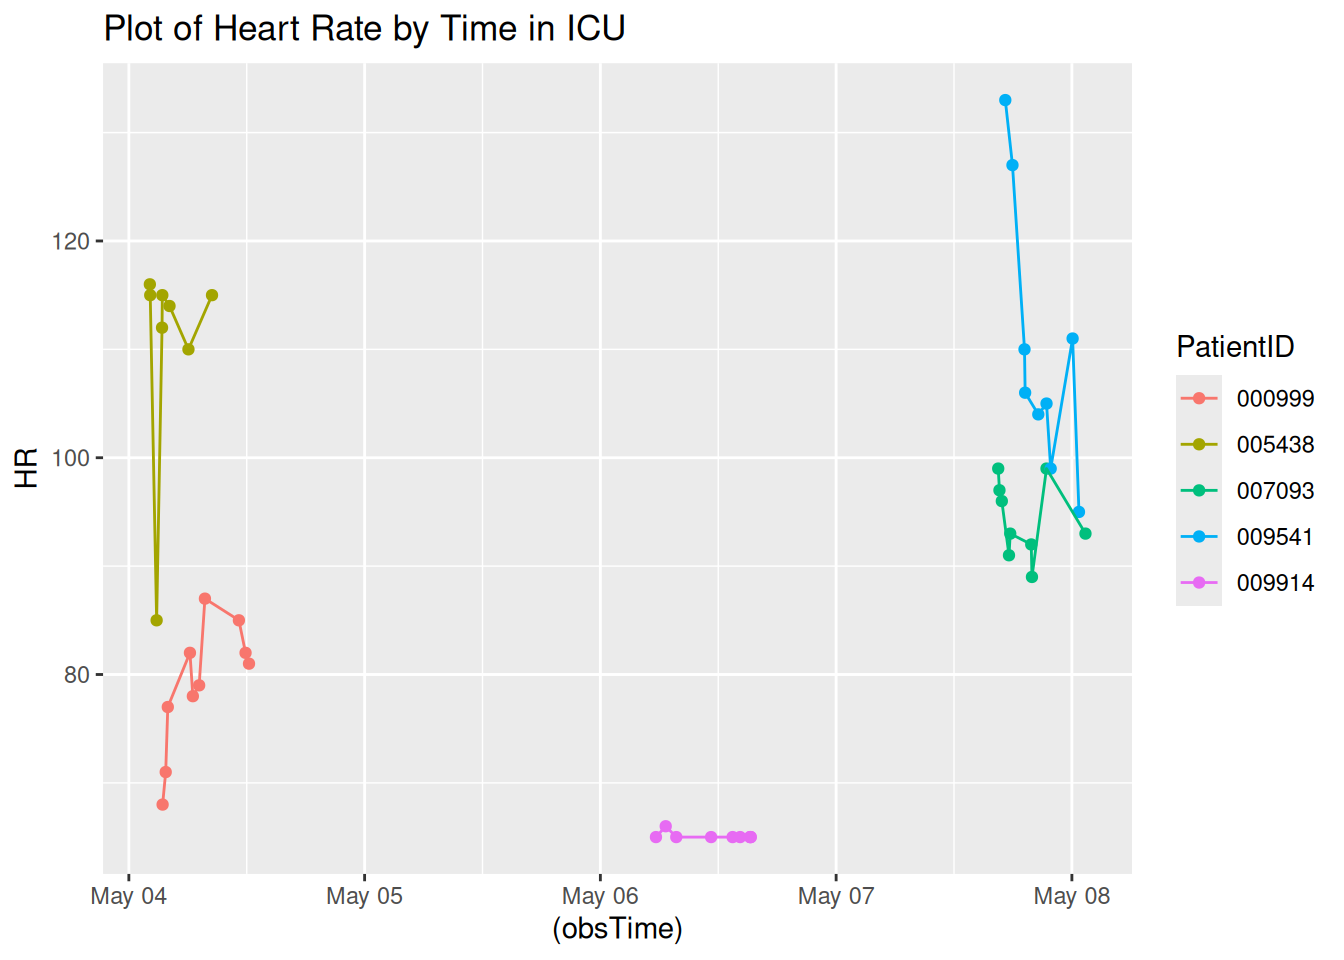 Plot of Heart Rate by Time in ICU
120
100
80
HR
May 04 May 05 May 06 May 07 May 08
(obsTime)
PatientID
000999
005438
007093
009541
009914